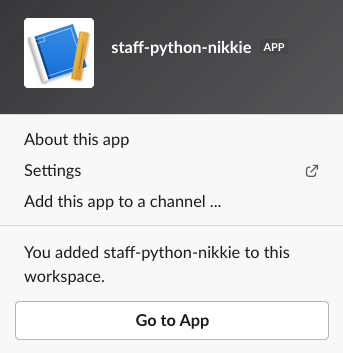 staff-python-nikkie APP
About this app
Settings
Add this app to a channel ...
You added staff-python-nikkie to this
workspace.
Go to App